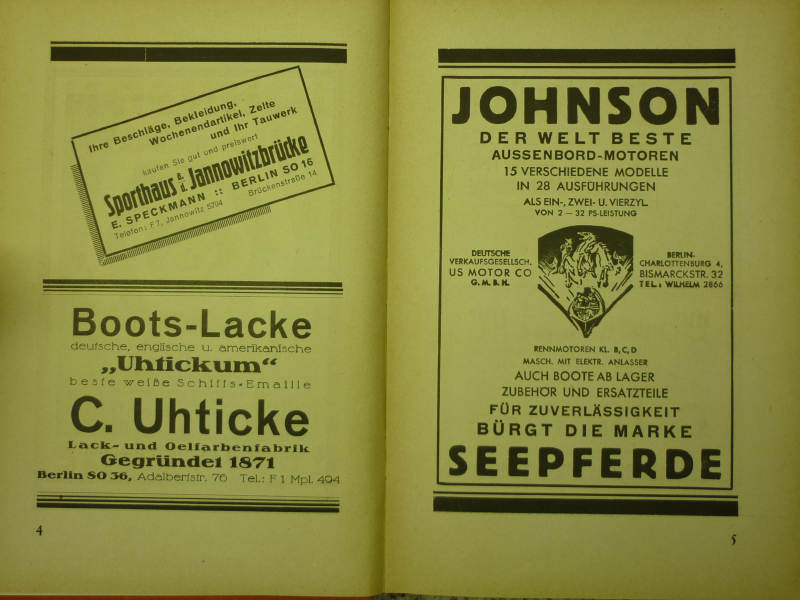 Ihre Beschläge, Bekleidung,
Wochenendartikel, Zelte
und Ihr Tauwerk
kaufen Sie gut und preiswert
Sporthaus a. d. Jannowitzbrücke
E. SPECKMANN :: BERLIN SO 16
Telefon: F 7, Jannowitz 5794 Brückenstraße 14
Boots-Lacke
deutsche, englische u. amerikanische
„Uhtickum“
beste weiße Schiffs-Emaille
C. Uhticke
Lack- und Oelfarbenfabrik
Gegründet 1871
Berlin SO 36, Adalbertstr. 76 Tel.: F 1 Mpl. 494
4
JOHNSON
DER WELT BESTE
AUSSENBORD-MOTOREN
15 VERSCHIEDENE MODELLE
IN 28 AUSFÜHRUNGEN
ALS EIN-, ZWEI- U. VIERZYL.
VON 2 — 32 PS-LEISTUNG
DEUTSCHE
VERKAUFSGESELLSCH.
US MOTOR CO
G. M. B. H.
BERLIN-
CHARLOTTENBURG 4,
BISMARCKSTR. 32
TEL.: WILHELM 2866
RENNMOTOREN KL. B, C, D
MASCH. MIT ELEKTR. ANLASSER
AUCH BOOTE AB LAGER
ZUBEHÖR UND ERSATZTEILE
FÜR ZUVERLÄSSIGKEIT
BÜRGT DIE MARKE
SEEPFERDE
5